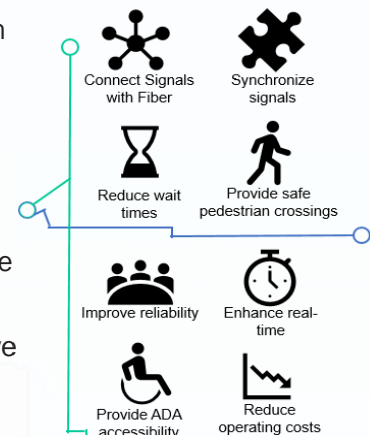 Connect Signals
with Fiber
Synchronize
signals
Reduce wait
times
Provide safe
pedestrian crossings
Improve reliability
Enhance real-
time
Provide ADA
accessibility
Reduce
operating costs